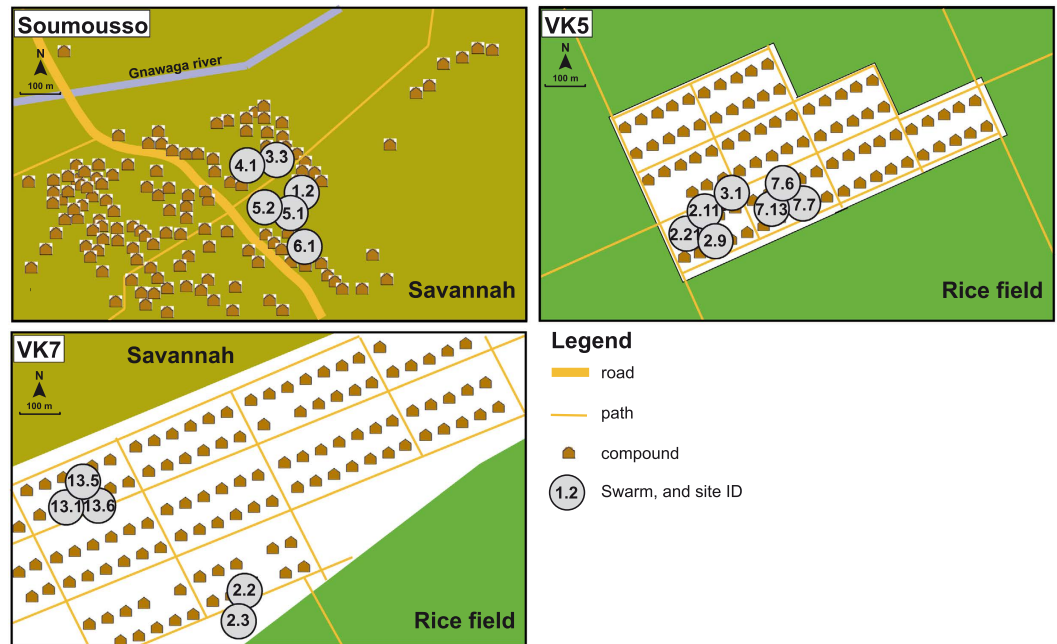 Soumousso
N
100 m
Gnawaga river
4.1
3.3
1.2
5.2
5.1
6.1
Savannah
VK5
N
100 m
3.1
7.6
2.11
7.13
7.7
2.21
2.9
Rice field
VK7
Savannah
N
100 m
13.5
13.1
13.6
2.2
2.3
Rice field
Legend
road
path
compound
1.2 Swarm, and site ID